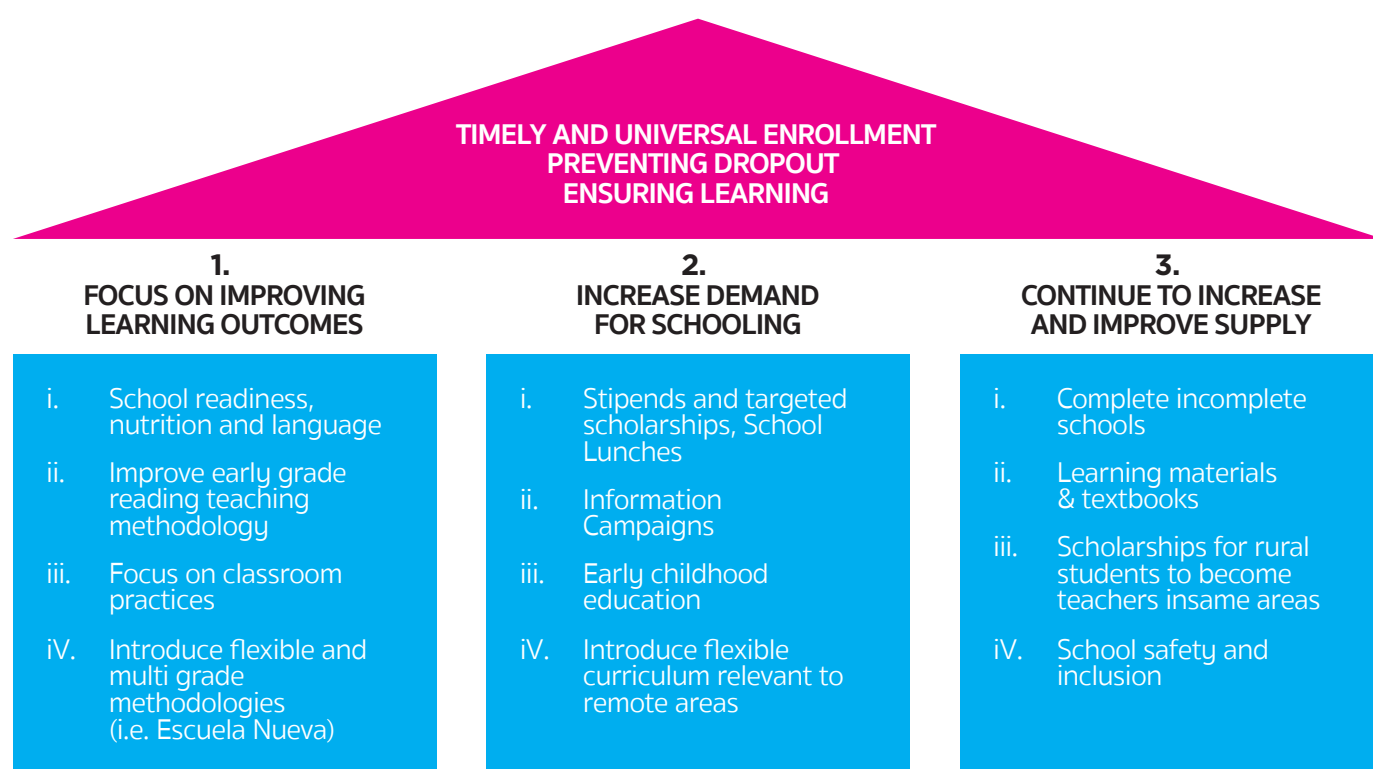 TIMELY AND UNIVERSAL ENROLLMENT
PREVENTING DROPOUT
ENSURING LEARNING
1.
FOCUS ON IMPROVING
LEARNING OUTCOMES
i. School readiness,
nutrition and language
ii. Improve early grade
reading teaching
methodology
iii. Focus on classroom
practices
iV. Introduce flexible and
multi grade
methodologies
(i.e. Escuela Nueva)
2.
INCREASE DEMAND
FOR SCHOOLING
i. Stipends and targeted
scholarships, School
Lunches
ii. Information
Campaigns
iii. Early childhood
education
iV. Introduce flexible
curriculum relevant to
remote areas
3.
CONTINUE TO INCREASE
AND IMPROVE SUPPLY
i. Complete incomplete
schools
ii. Learning materials
& textbooks
iii. Scholarships for rural
students to become
teachers insame areas
iV. School safety and
inclusion